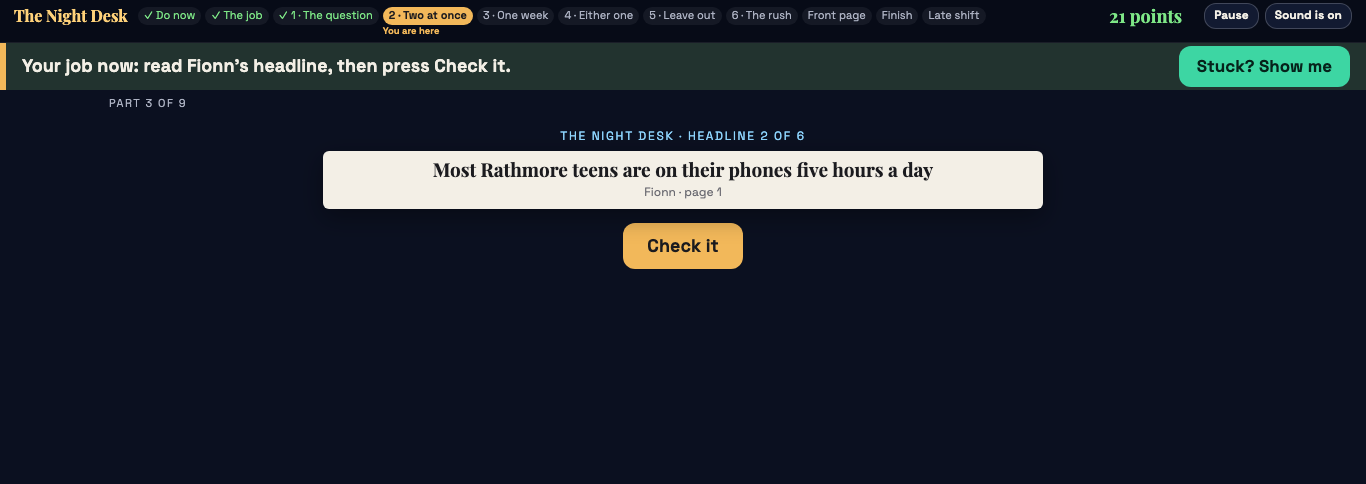 The Night Desk
✓ Do now
✓ The job
✓ 1 · The question
2 · Two at once
3 · One week
4 · Either one
5 · Leave out
6 · The rush
Front page
Finish
Late shift
You are here
21 points
Pause
Sound is on
Your job now: read Fionn's headline, then press Check it.
Stuck? Show me
PART 3 OF 9
THE NIGHT DESK · HEADLINE 2 OF 6
Most Rathmore teens are on their phones five hours a day
Fionn · page 1
Check it